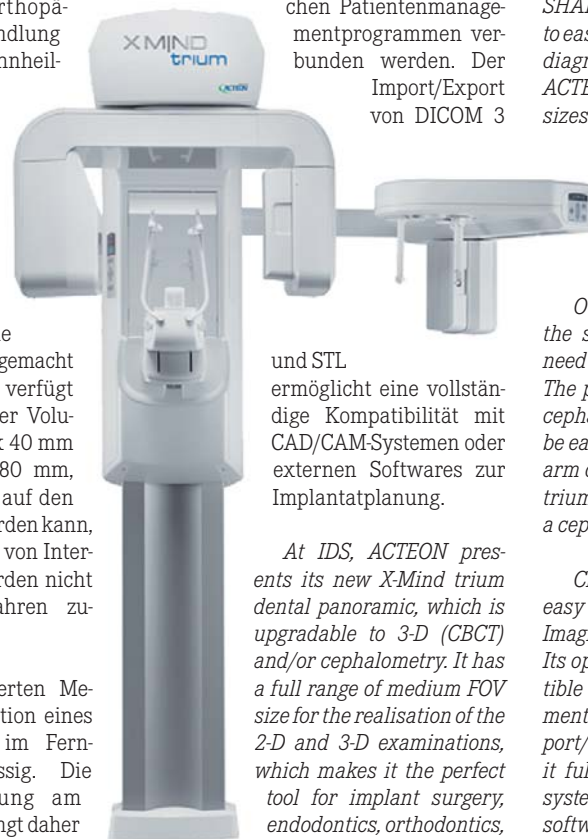 rthopä-
ndlung
nnheil-
gemacht
verfügt
er Volu-
x 40 mm
80 mm,
auf den
rden kann,
von Inter-
rden nicht
ahren zu-
erten Me-
tion eines
im Fern-
ssig. Die
ung am
ngt daher
X MIND
trium
ACTEON
chen Patientenmanage-
mentprogrammen ver-
bunden werden. Der
Import/Export
von DICOM 3
und STL
ermöglicht eine vollstän-
dige Kompatibilität mit
CAD/CAM-Systemen oder
externen Softwares zur
Implantatplanung.
At IDS, ACTEON pres-
ents its new X-Mind trium
dental panoramic, which is
upgradable to 3-D (CBCT)
and/or cephalometry. It has
a full range of medium FOV
size for the realisation of the
2-D and 3-D examinations,
which makes it the perfect
tool for implant surgery,
endodontics, orthodontics,
to eas
diagn
ACTE
sizes
O
the s
need
The p
cepha
be ea
arm o
trium
a cep
easy
Imag
Its op
tible
ment
port/
it ful
syste
softw